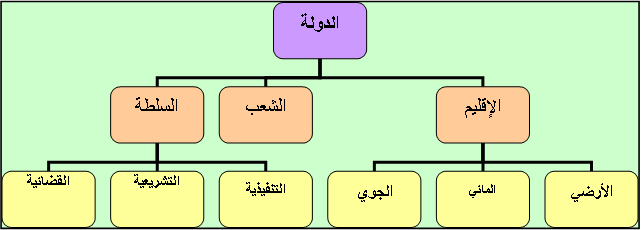 الدولة
الإقليم
الشعب
السلطة
الأرضي
المائي
الجوي
التنفيذية
التشريعية
القضائية